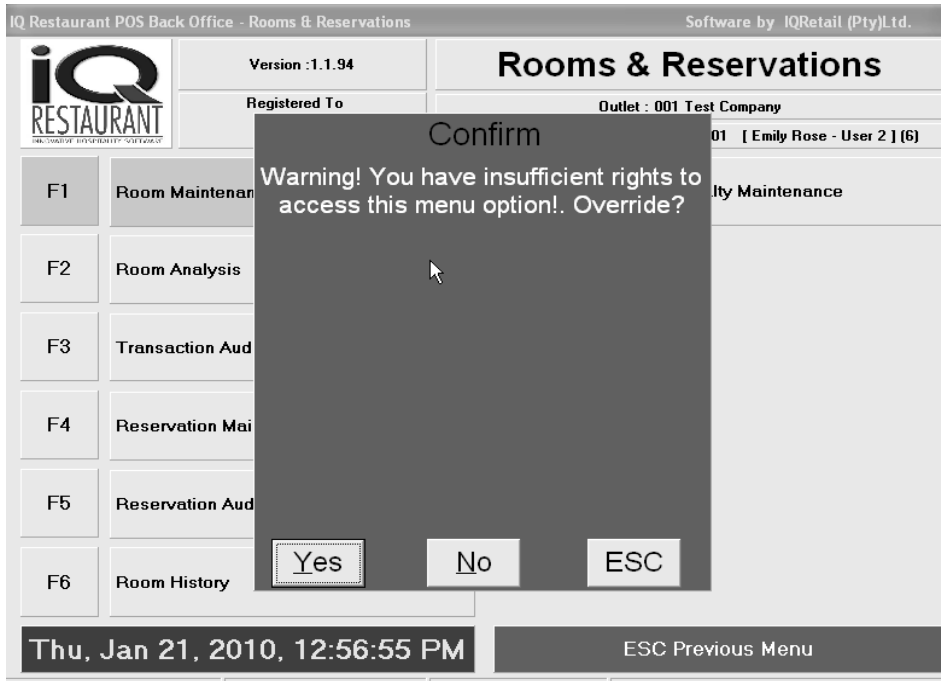 IQ Restaurant POS Back Office - Rooms & Reservations
Software by IQRetail (Pty)Ltd.
iQ
RESTAURANT
INNOVATIVE HOSPITALITY SOFTWARE
Version :1.1.94
Rooms & Reservations
Registered To
Outlet : 001 Test Company
01 [ Emily Rose - User 2 ] (6)
Confirm
Warning! You have insufficient rights to
access this menu option!. Override?
F1
Room Maintenan
lty Maintenance
F2
Room Analysis
F3
Transaction Aud
F4
Reservation Mai
F5
Reservation Aud
F6
Room History
Yes
No
ESC
Thu, Jan 21, 2010, 12:56:55 PM
ESC Previous Menu